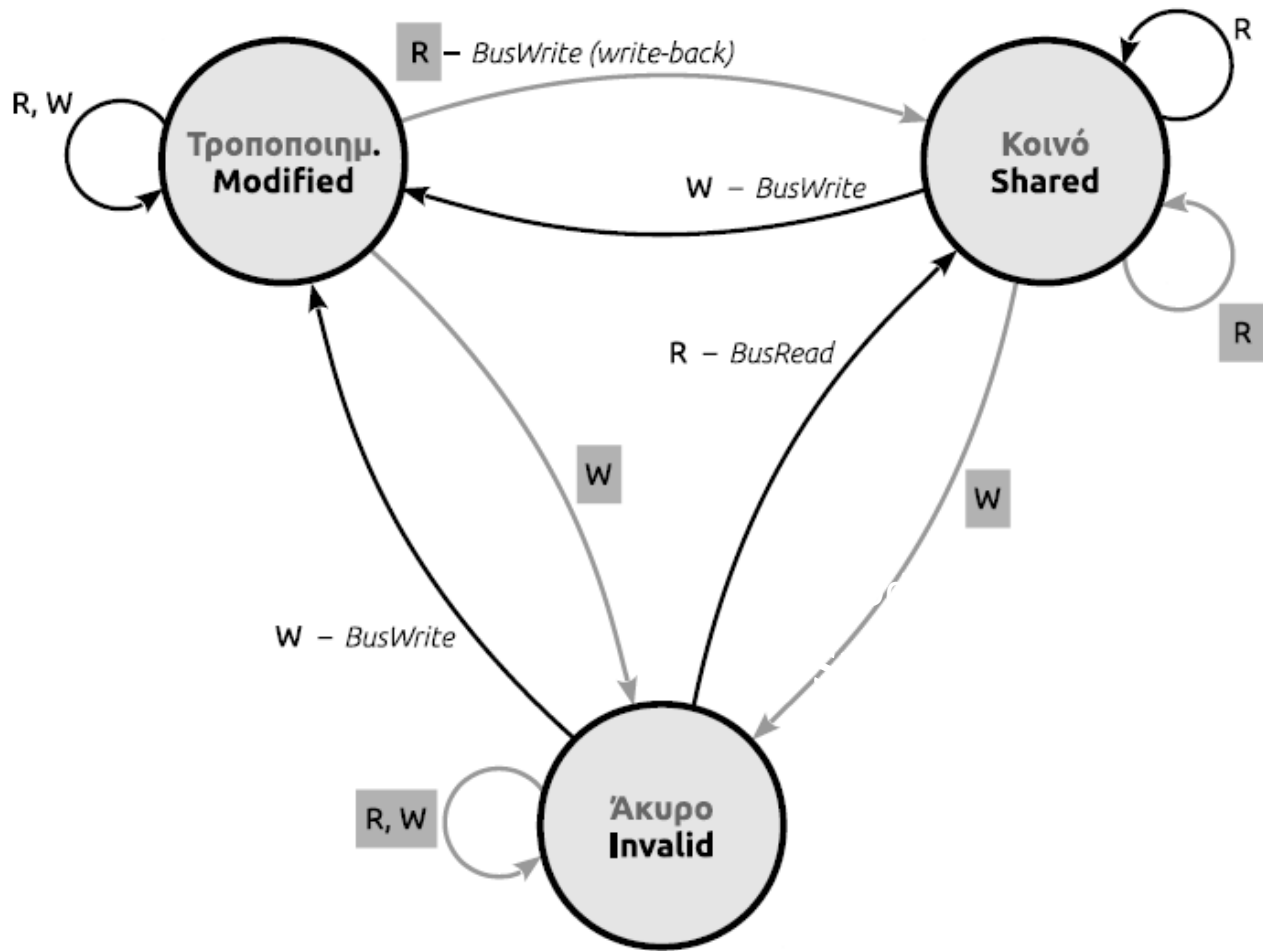 R – BusWrite (write-back)
R
R, W
Τροποποιημ.
Modified
Κοινό
Shared
W – BusWrite
R
R – BusRead
W
W
W – BusWrite
R, W
Άκυρο
Invalid